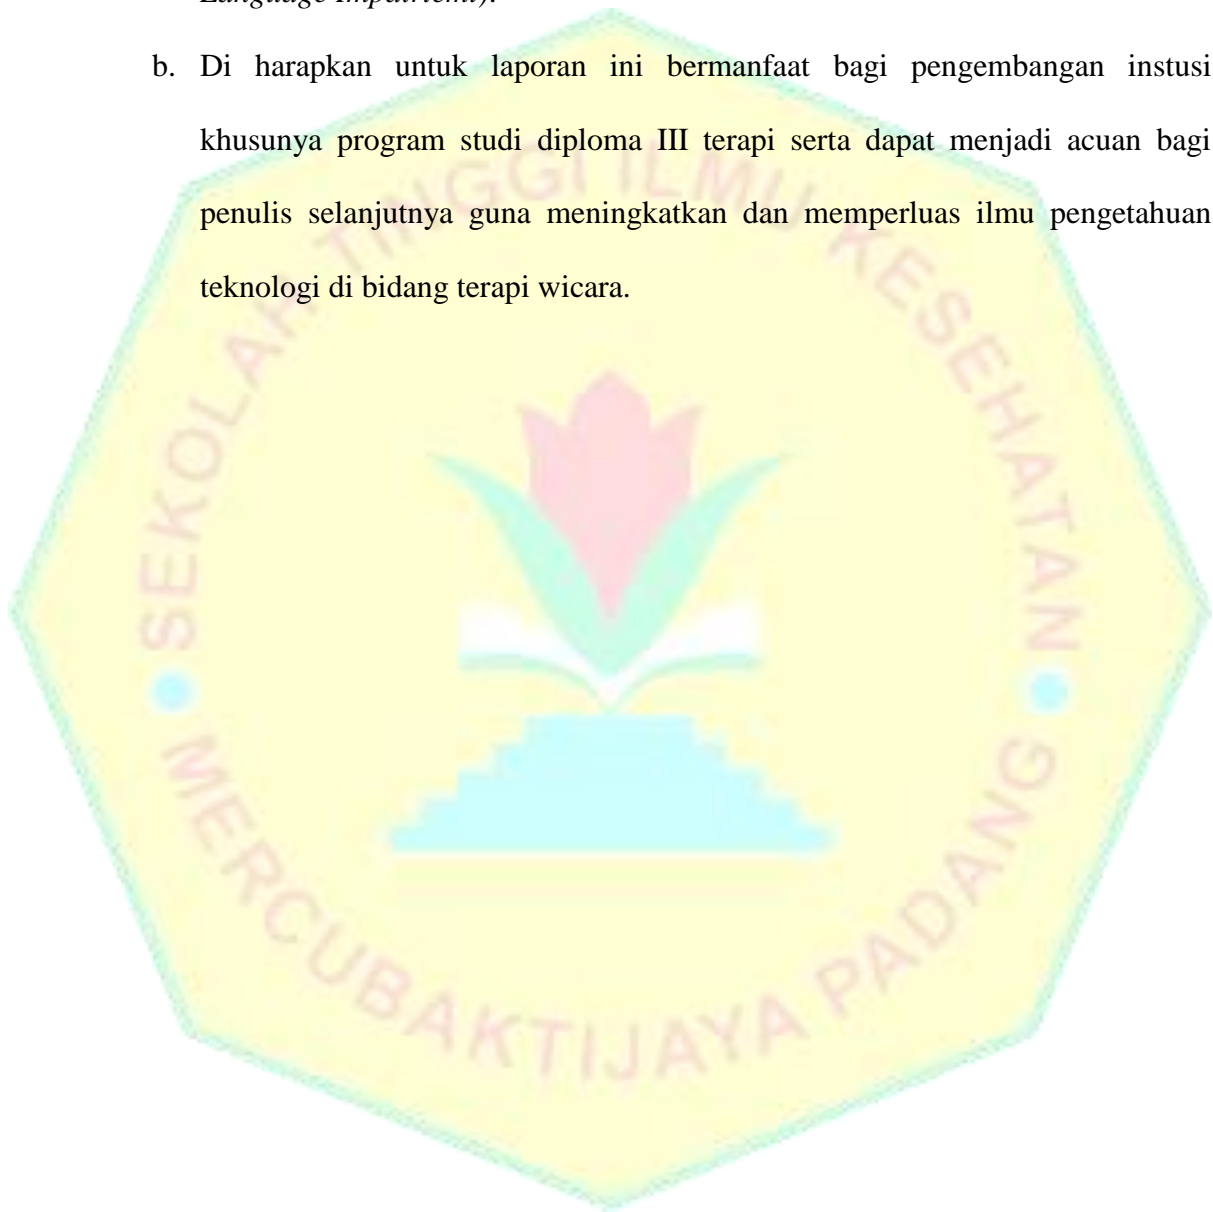 b. Di harapkan untuk laporan ini bermanfaat bagi pengembangan instusi
khusunya program studi diploma III terapi serta dapat menjadi acuan bagi
penulis selanjutnya guna meningkatkan dan memperluas ilmu pengetahuan
teknologi di bidang terapi wicara.
SEKOLAH TINGGI ILMU KESEHATAN
MERCUBAKTIJAYA PADANG